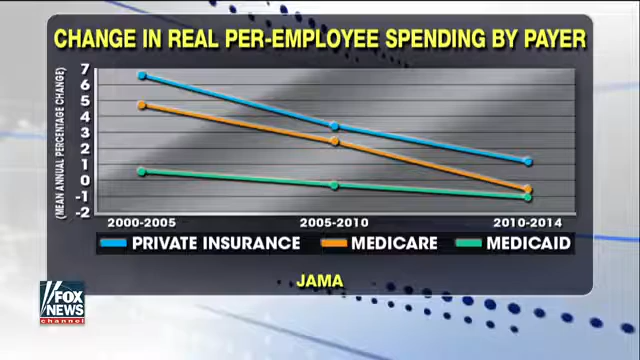 CHANGE IN REAL PER-EMPLOYEE SPENDING BY PAYER
(MEAN ANNUAL PERCENTAGE CHANGE)
7
6
5
4
3
2
1
0
-1
-2
2000-2005 2005-2010 2010-2014
PRIVATE INSURANCE MEDICARE MEDICAID
JAMA
FOX
NEWS
channel